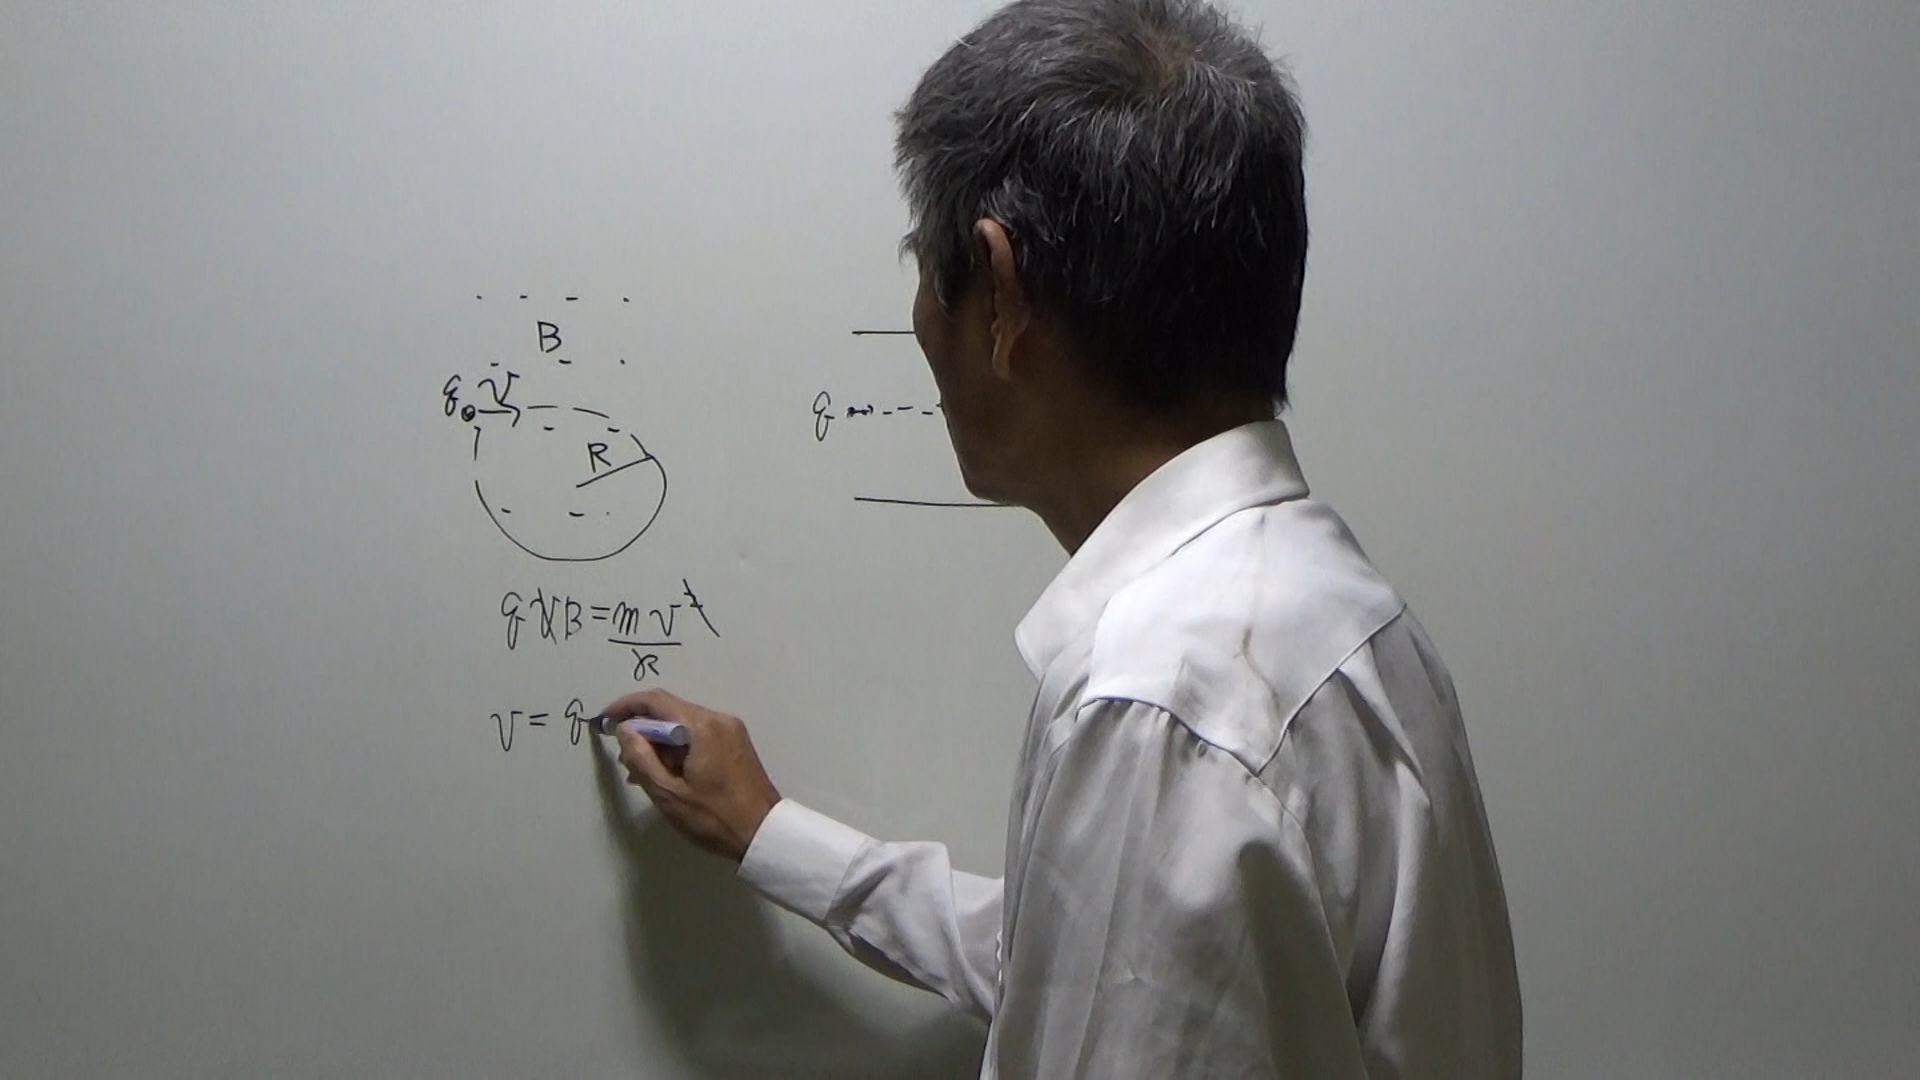 B
q v
R
q
qvB = mv²/R
v = q